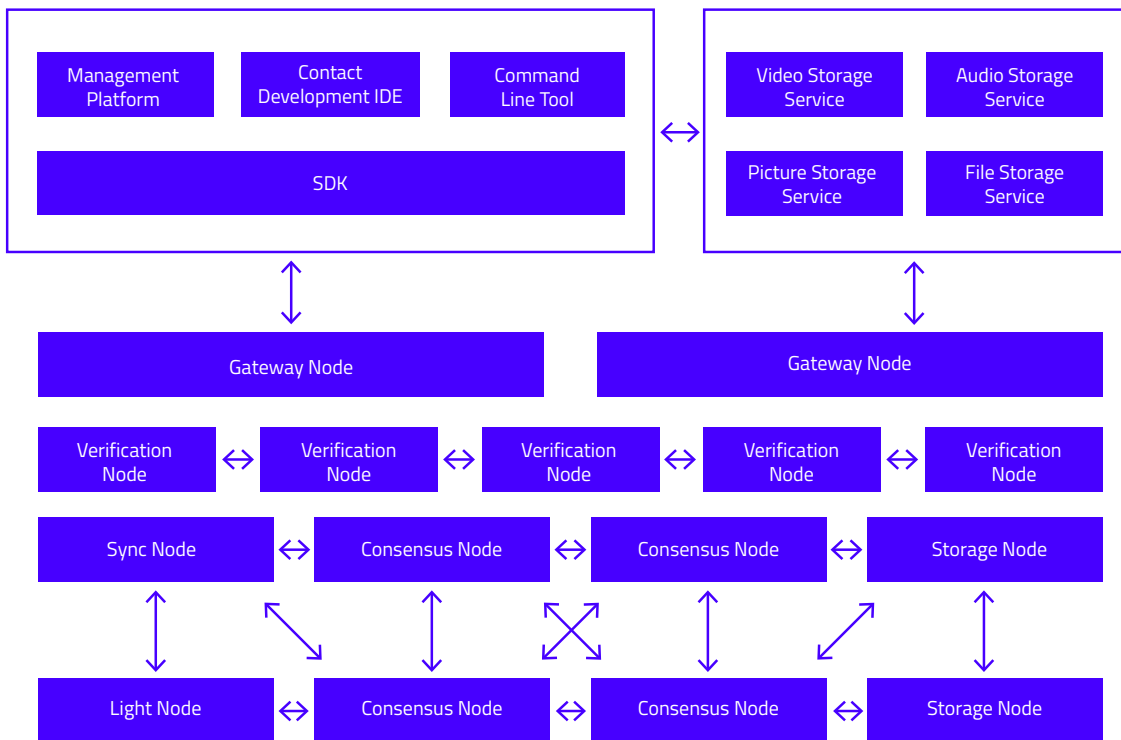 Management
Platform
Contact
Development IDE
Command
Line Tool
SDK
Video Storage
Service
Audio Storage
Service
Picture Storage
Service
File Storage
Service
Gateway Node
Gateway Node
Verification
Node
Verification
Node
Verification
Node
Verification
Node
Verification
Node
Sync Node
Consensus Node
Consensus Node
Storage Node
Light Node
Consensus Node
Consensus Node
Storage Node